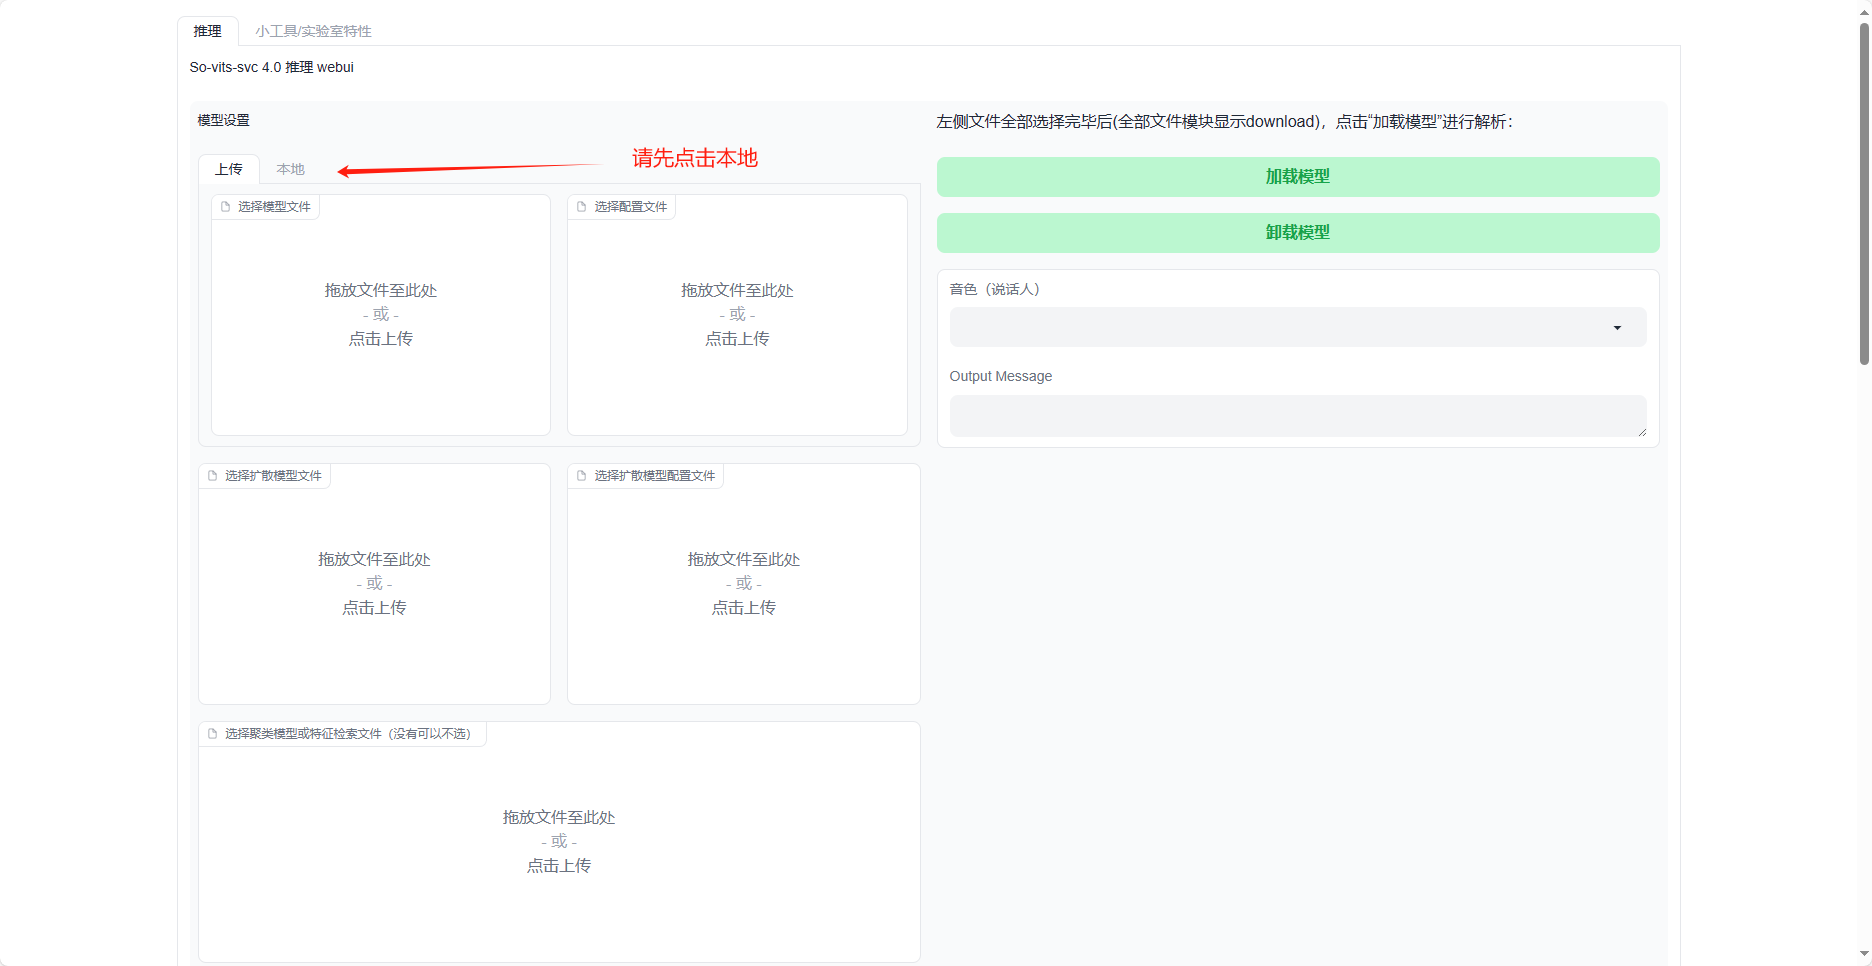 推理
小工具/实验室特性
So-vits-svc 4.0 推理 webui
模型设置
上传
本地
请先点击本地
选择模型文件
拖放文件至此处
- 或 -
点击上传
选择配置文件
拖放文件至此处
- 或 -
点击上传
选择扩散模型文件
拖放文件至此处
- 或 -
点击上传
选择扩散模型配置文件
拖放文件至此处
- 或 -
点击上传
选择聚类模型或特征检索文件（没有可以不选）
拖放文件至此处
- 或 -
点击上传
左侧文件全部选择完毕后(全部文件模块显示download)，点击“加载模型”进行解析：
加载模型
卸载模型
音色（说话人）
Output Message